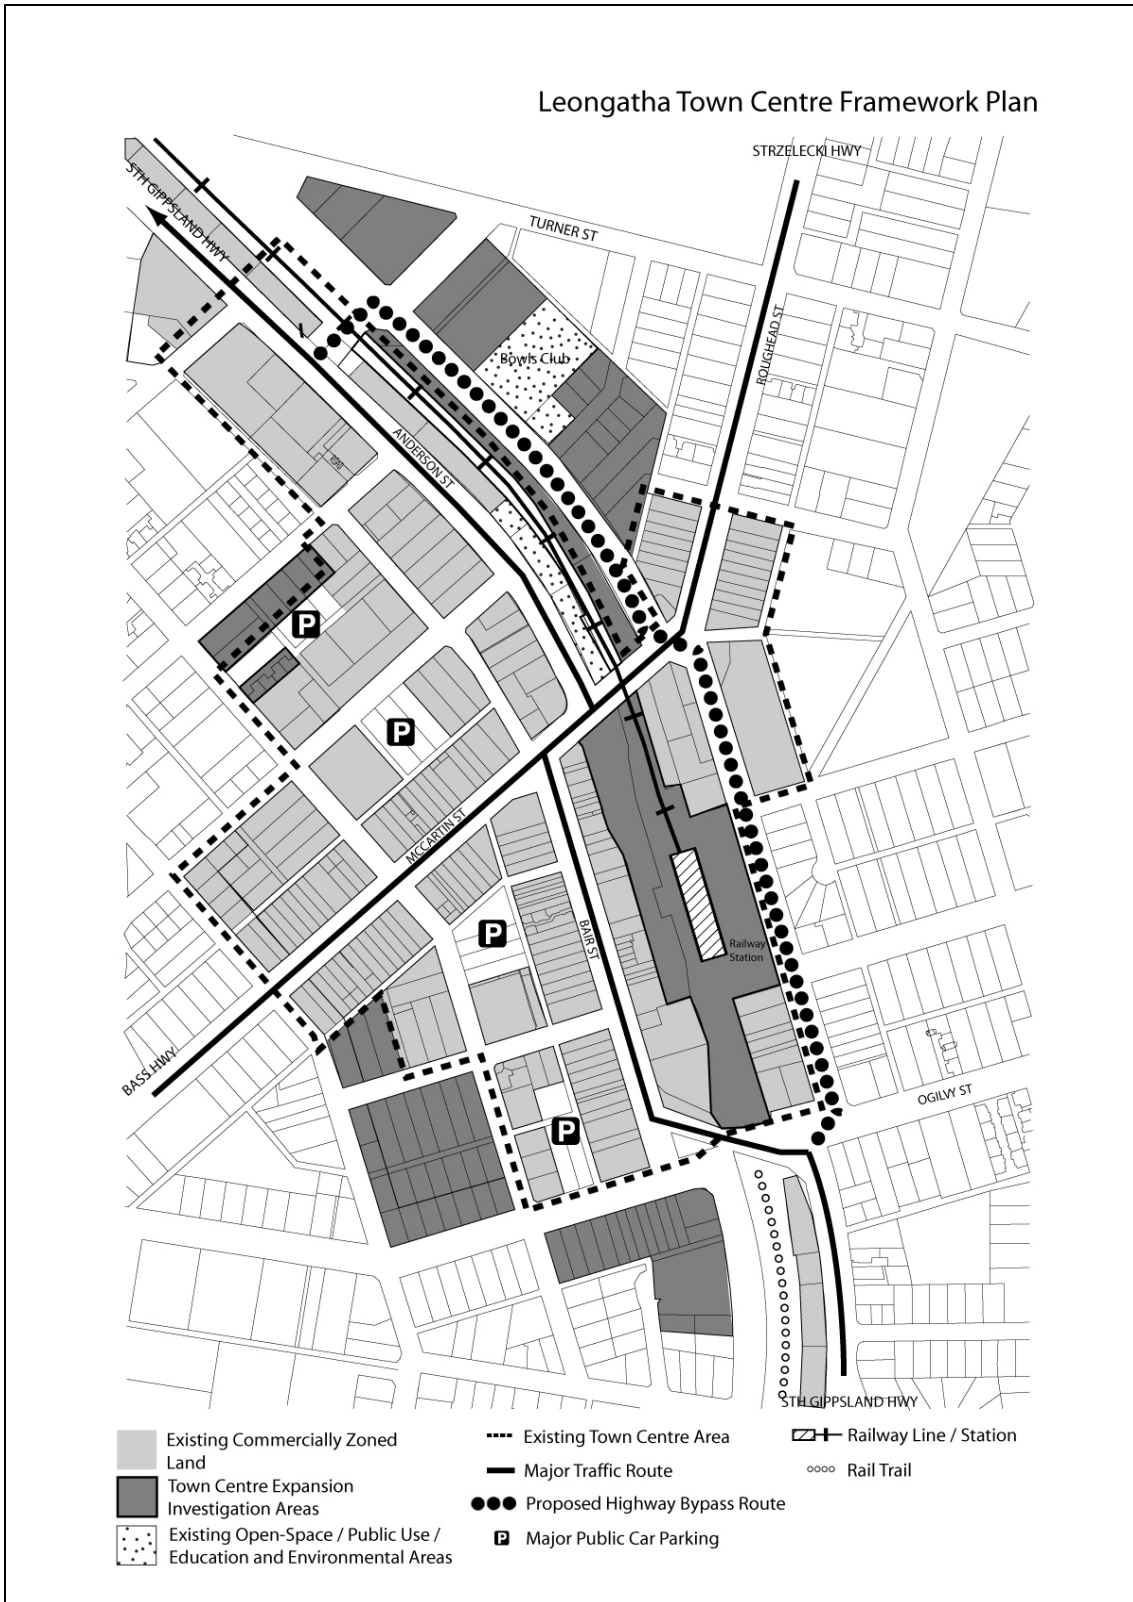 Leongatha Town Centre Framework Plan
STRZELECKI HWY
STH GIPPSLAND HWY
TURNER ST
ROUGHEAD ST
Bowls Club
ANDERSON ST
P
P
MCCARTIN ST
P
BAIR ST
Railway
Station
BASS HWY
OGILVY ST
P
STH GIPPSLAND HWY
Existing Commercially Zoned
Land
Town Centre Expansion
Investigation Areas
Existing Open-Space / Public Use /
Education and Environmental Areas
Existing Town Centre Area
Major Traffic Route
Proposed Highway Bypass Route
P Major Public Car Parking
Railway Line / Station
Rail Trail